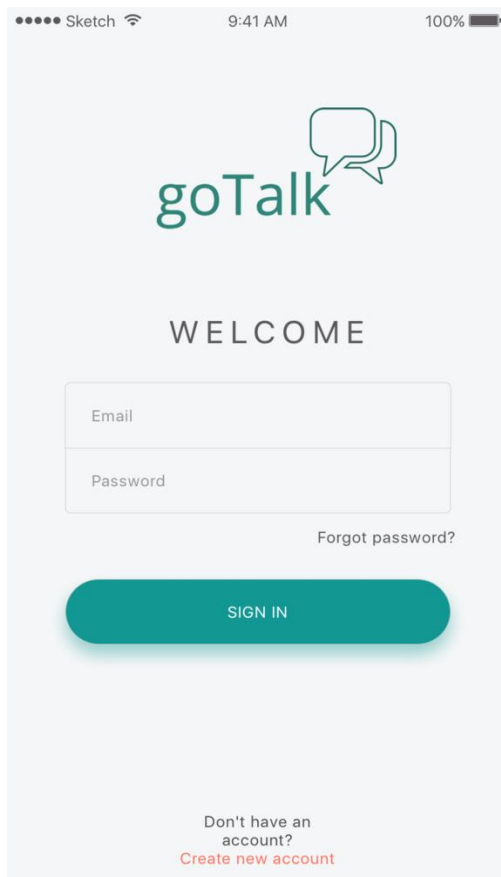 Sketch 9:41 AM 100%
goTalk
WELCOME
Email
Password
Forgot password?
SIGN IN
Don't have an
account?
Create new account